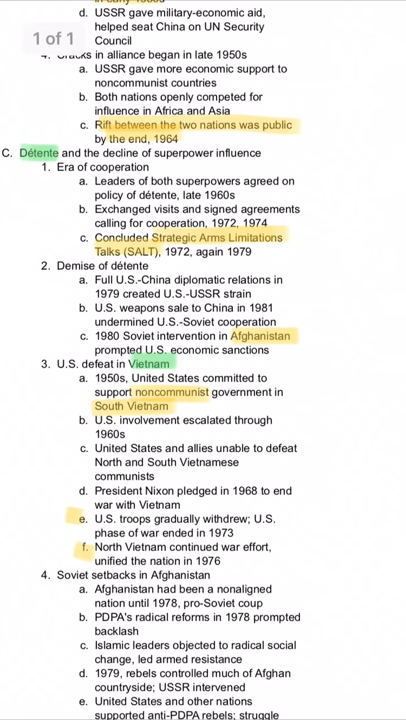 d. USSR gave military-economic aid,
helped seat China on UN Security
Council
1 of 1
4. Cracks in alliance began in late 1950s
a. USSR gave more economic support to
noncommunist countries
b. Both nations openly competed for
influence in Africa and Asia
c. Rift between the two nations was public
by the end, 1964
C. Détente and the decline of superpower influence
1. Era of cooperation
a. Leaders of both superpowers agreed on
policy of détente, late 1960s
b. Exchanged visits and signed agreements
calling for cooperation, 1972, 1974
c. Concluded Strategic Arms Limitations
Talks (SALT), 1972, again 1979
2. Demise of détente
a. Full U.S.-China diplomatic relations in
1979 created U.S.-USSR strain
b. U.S. weapons sale to China in 1981
undermined U.S.-Soviet cooperation
c. 1980 Soviet intervention in Afghanistan
prompted U.S. economic sanctions
3. U.S. defeat in Vietnam
a. 1950s, United States committed to
support noncommunist government in
South Vietnam
b. U.S. involvement escalated through
1960s
c. United States and allies unable to defeat
North and South Vietnamese
communists
d. President Nixon pledged in 1968 to end
war with Vietnam
e. U.S. troops gradually withdrew; U.S.
phase of war ended in 1973
f. North Vietnam continued war effort,
unified the nation in 1976
4. Soviet setbacks in Afghanistan
a. Afghanistan had been a nonaligned
nation until 1978, pro-Soviet coup
b. PDPA's radical reforms in 1978 prompted
backlash
c. Islamic leaders objected to radical social
change, led armed resistance
d. 1979, rebels controlled much of Afghan
countryside; USSR intervened
e. United States and other nations
supported anti-PDPA rebels; struggle